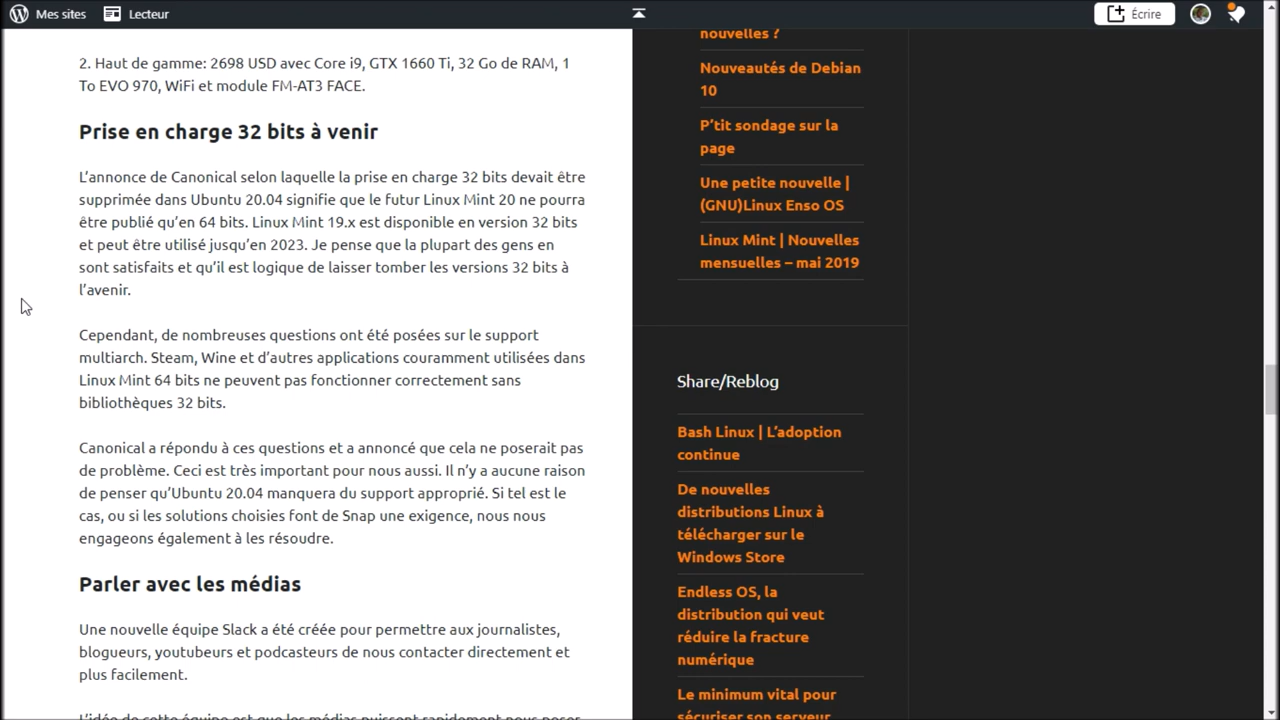 Mes sites
Lecteur
Écrire
2. Haut de gamme: 2698 USD avec Core i9, GTX 1660 Ti, 32 Go de RAM, 1
To EVO 970, WiFi et module FM-AT3 FACE.
Prise en charge 32 bits à venir
L’annonce de Canonical selon laquelle la prise en charge 32 bits devait être
supprimée dans Ubuntu 20.04 signifie que le futur Linux Mint 20 ne pourra
être publié qu’en 64 bits. Linux Mint 19.x est disponible en version 32 bits
et peut être utilisé jusqu’en 2023. Je pense que la plupart des gens en
sont satisfaits et qu’il est logique de laisser tomber les versions 32 bits à
l’avenir.
Cependant, de nombreuses questions ont été posées sur le support
multiarch. Steam, Wine et d’autres applications couramment utilisées dans
Linux Mint 64 bits ne peuvent pas fonctionner correctement sans
bibliothèques 32 bits.
Canonical a répondu à ces questions et a annoncé que cela ne poserait pas
de problème. Ceci est très important pour nous aussi. Il n’y a aucune raison
de penser qu’Ubuntu 20.04 manquera du support approprié. Si tel est le
cas, ou si les solutions choisies font de Snap une exigence, nous nous
engageons également à les résoudre.
Parler avec les médias
Une nouvelle équipe Slack a été créée pour permettre aux journalistes,
blogueurs, youtubeurs et podcasteurs de nous contacter directement et
plus facilement.
L’idée de cette équipe est que les médias puissent rapidement nous poser
nouvelles ?
Nouveautés de Debian
10
P’tit sondage sur la
page
Une petite nouvelle |
(GNU)Linux Enso OS
Linux Mint | Nouvelles
mensuelles – mai 2019
Share/Reblog
Bash Linux | L’adoption
continue
De nouvelles
distributions Linux à
télécharger sur le
Windows Store
Endless OS, la
distribution qui veut
réduire la fracture
numérique
Le minimum vital pour
sécuriser son serveur